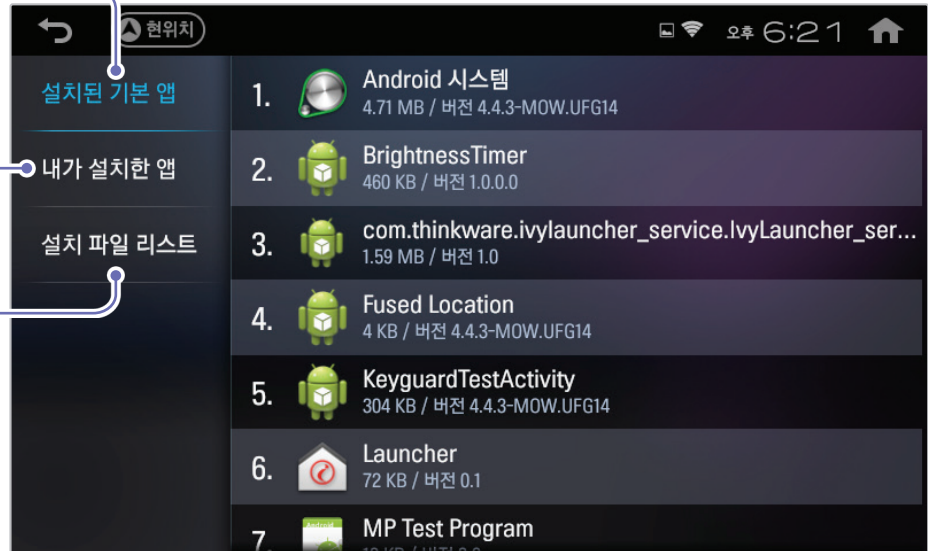 현위치
오후 6:21
설치된 기본 앱
내가 설치한 앱
설치 파일 리스트
1. Android 시스템
4.71 MB / 버전 4.4.3-MOW.UFG14
2. BrightnessTimer
460 KB / 버전 1.0.0.0
3. com.thinkware.ivylauncher_service.IvyLauncher_ser...
1.59 MB / 버전 1.0
4. Fused Location
4 KB / 버전 4.4.3-MOW.UFG14
5. KeyguardTestActivity
304 KB / 버전 4.4.3-MOW.UFG14
6. Launcher
72 KB / 버전 0.1
7. MP Test Program